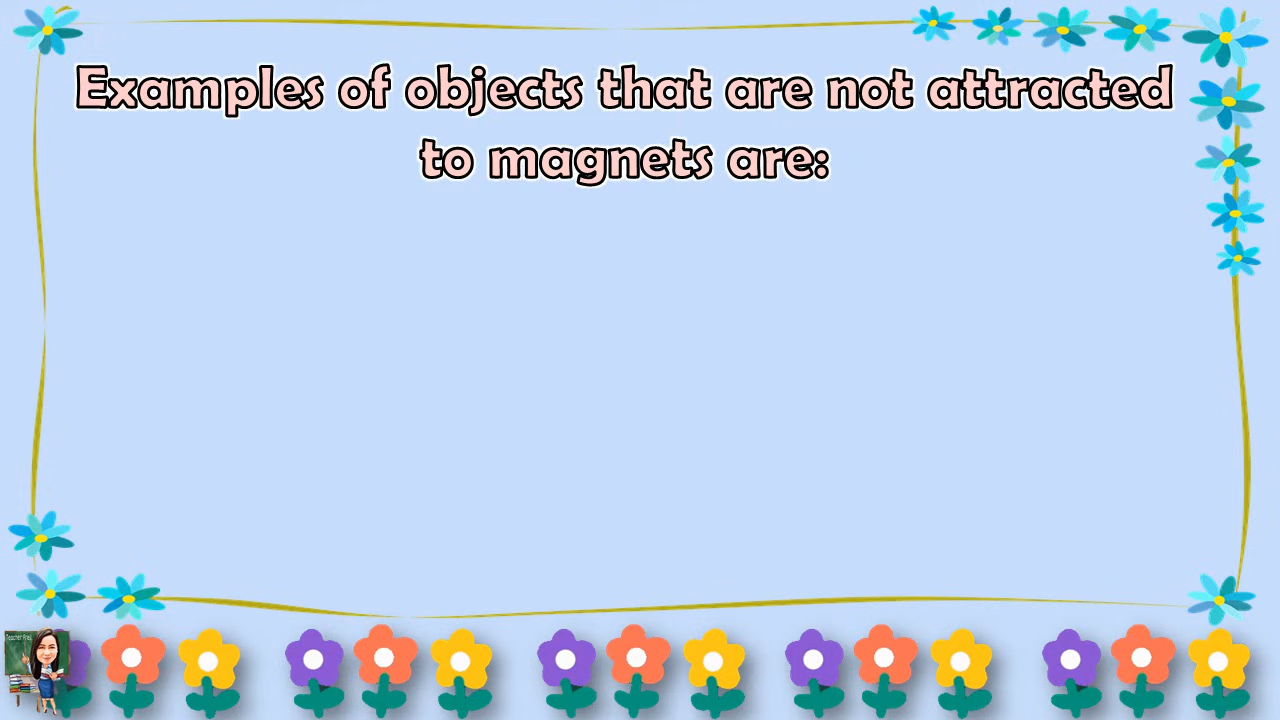 Examples of objects that are not attracted
to magnets are: